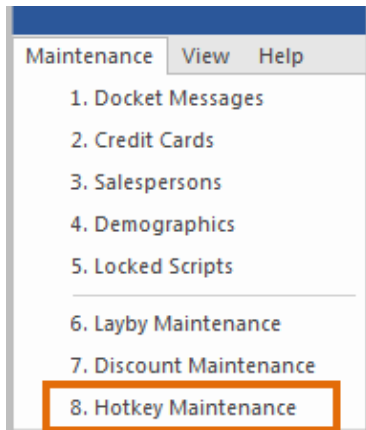 Maintenance View Help
1. Docket Messages
2. Credit Cards
3. Salespersons
4. Demographics
5. Locked Scripts
6. Layby Maintenance
7. Discount Maintenance
8. Hotkey Maintenance